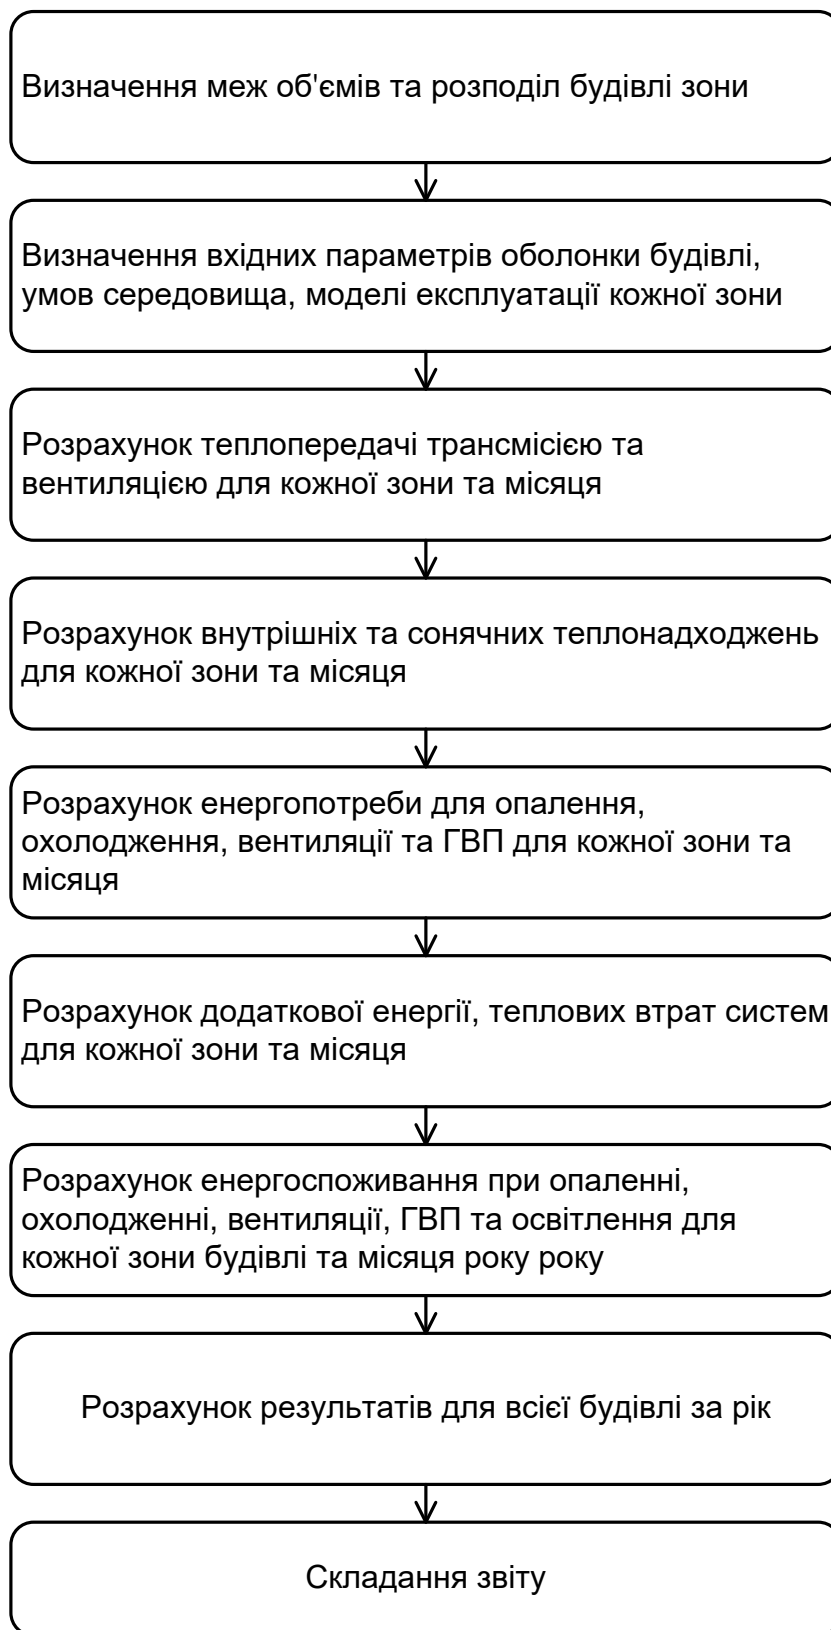 Визначення меж об'ємів та розподіл будівлі зони
Визначення вхідних параметрів оболонки будівлі,
умов середовища, моделі експлуатації кожної зони
Розрахунок теплопередачі трансмісією та
вентиляцією для кожної зони та місяця
Розрахунок внутрішніх та сонячних теплонадходжень
для кожної зони та місяця
Розрахунок енергопотреби для опалення,
охолодження, вентиляції та ГВП для кожної зони та
місяця
Розрахунок додаткової енергії, теплових втрат систем
для кожної зони та місяця
Розрахунок енергоспоживання при опаленні,
охолодженні, вентиляції, ГВП та освітлення для
кожної зони будівлі та місяця року року
Розрахунок результатів для всієї будівлі за рік
Складання звіту